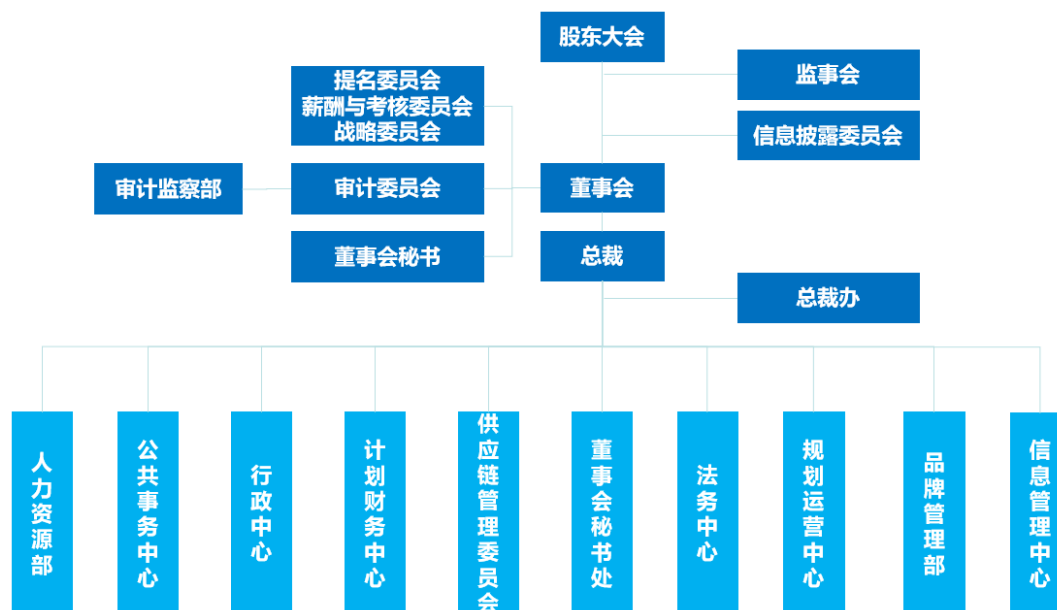 股东大会
监事会
提名委员会
薪酬与考核委员会
战略委员会
信息披露委员会
审计监察部
审计委员会
董事会
董事会秘书
总裁
总裁办
人力资源部
公共事务中心
行政中心
计划财务中心
供应链管理委员会
董事会秘书处
法务中心
规划运营中心
品牌管理部
信息管理中心